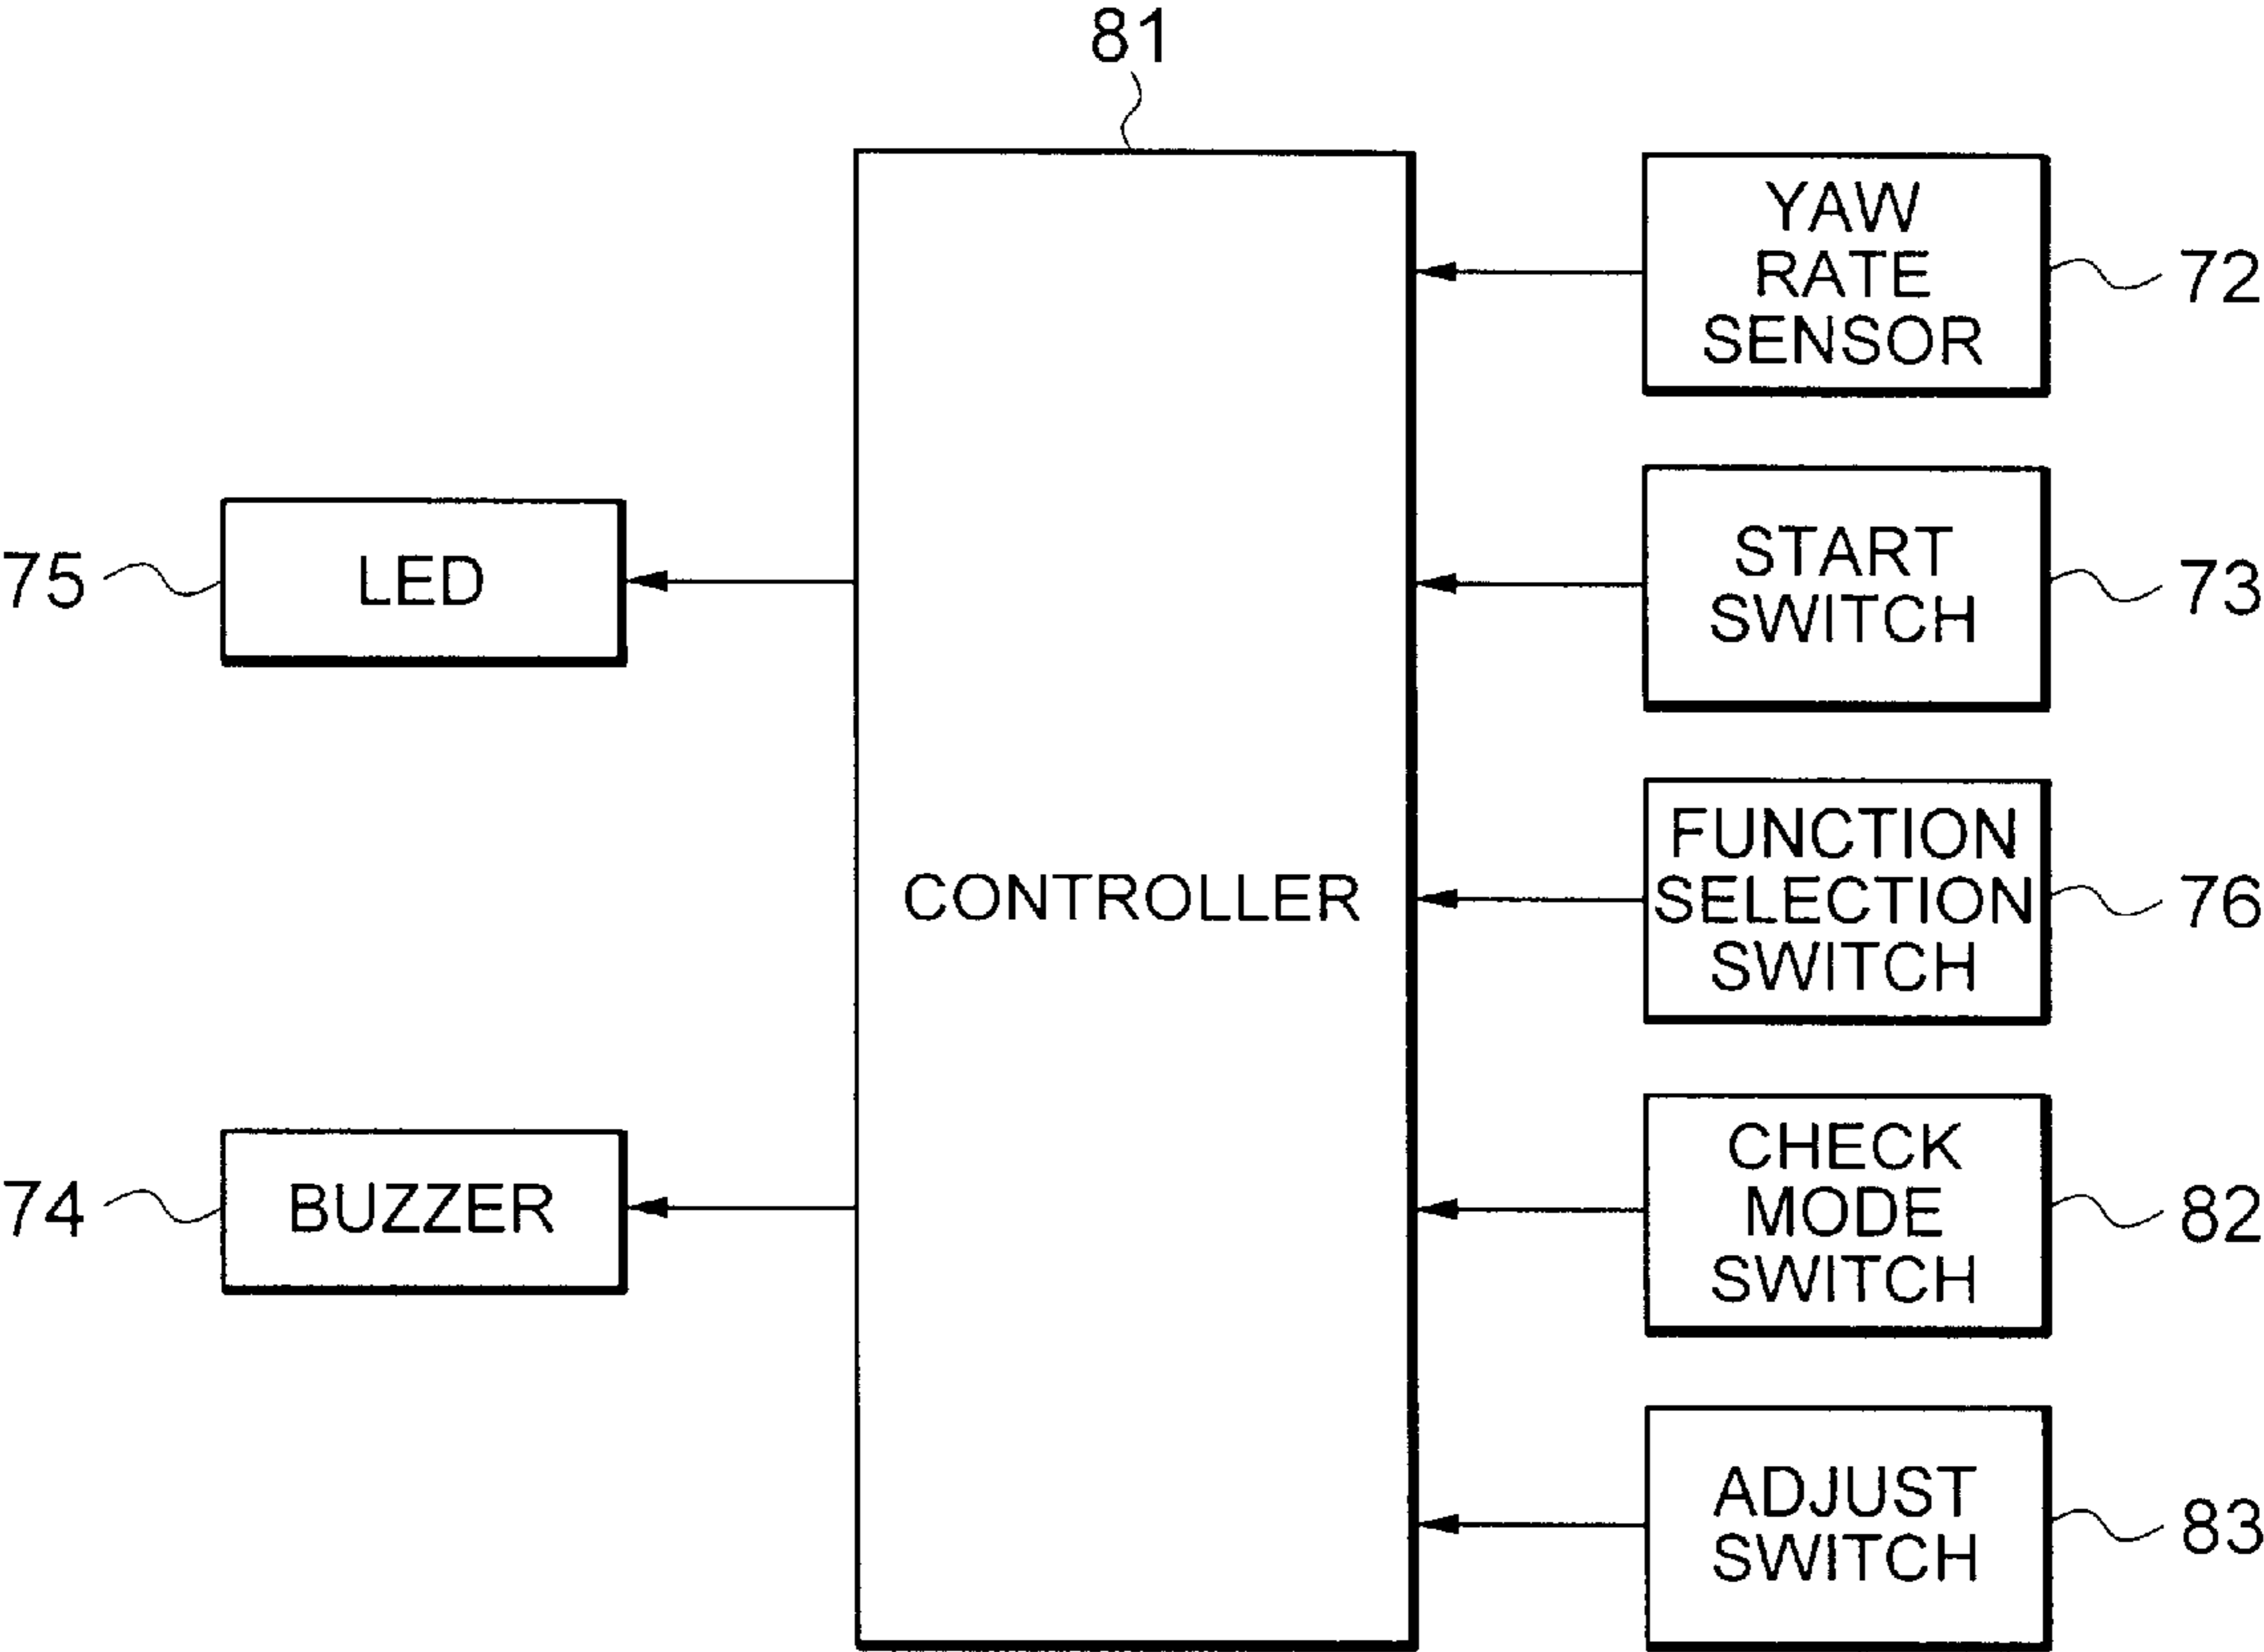 81
YAW
RATE
SENSOR
72
START
SWITCH
73
75
LED
FUNCTION
SELECTION
SWITCH
76
CONTROLLER
CHECK
MODE
SWITCH
82
74
BUZZER
ADJUST
SWITCH
83